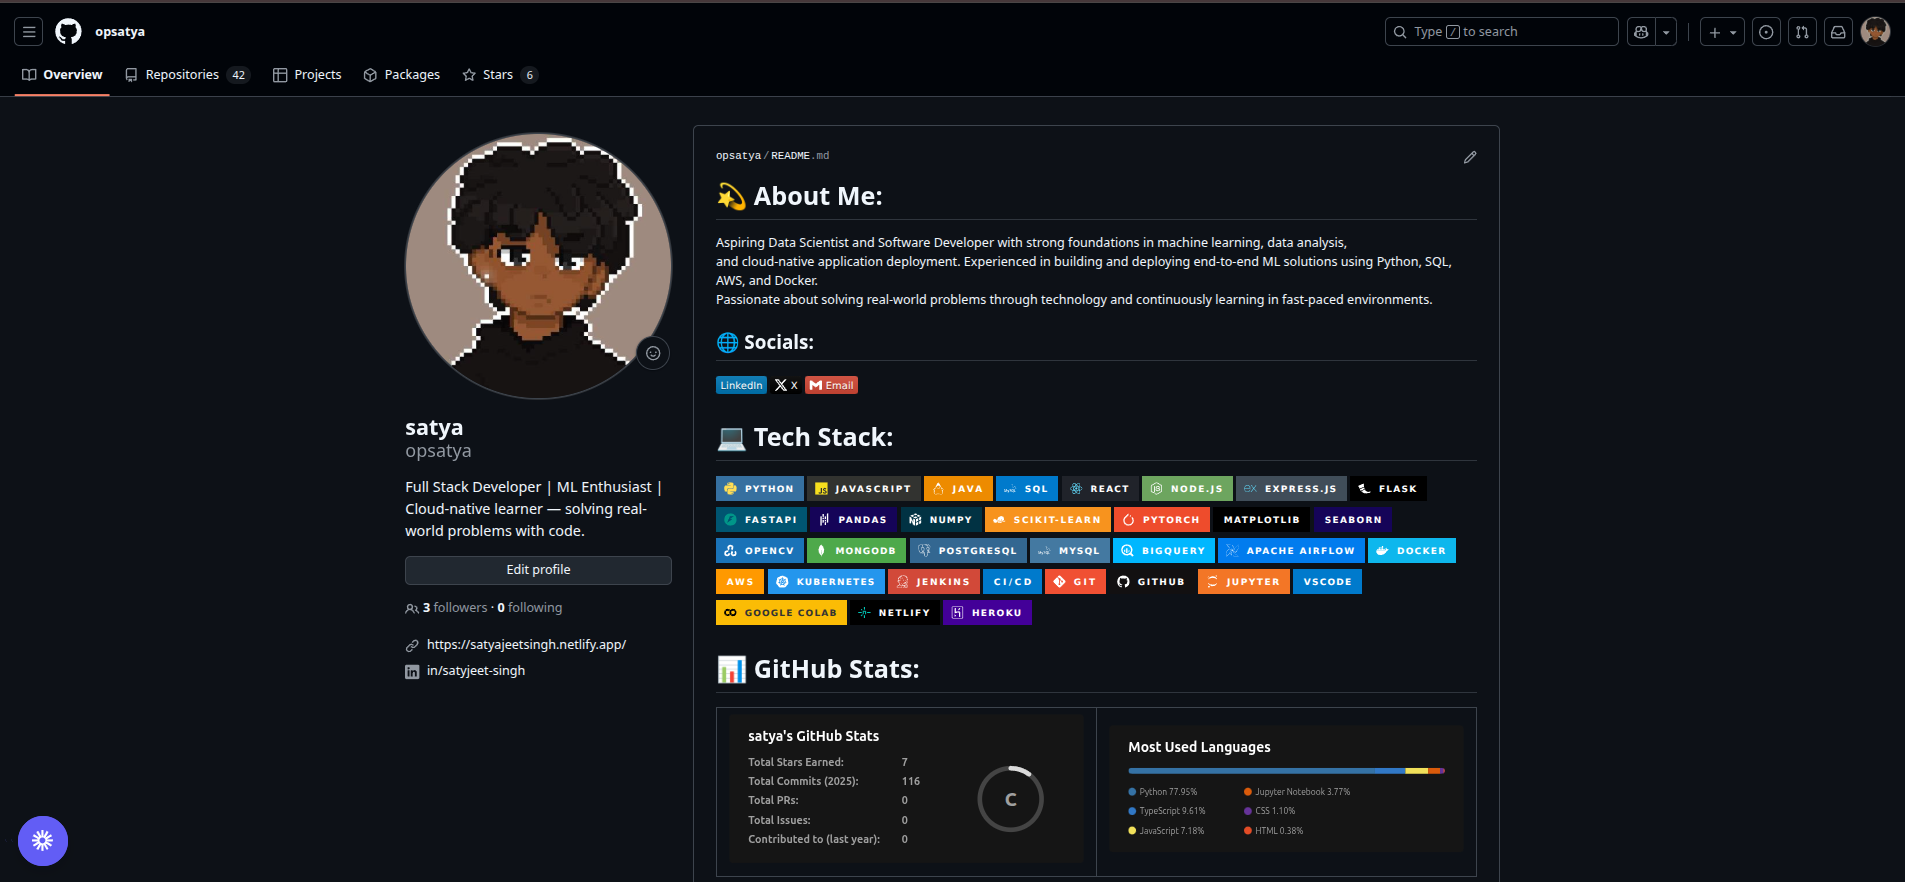 opsatya
Type / to search
Overview
Repositories 42
Projects
Packages
Stars 6
satya
opsatya
Full Stack Developer | ML Enthusiast |
Cloud-native learner — solving real-
world problems with code.
Edit profile
3 followers · 0 following
https://satyajeetsingh.netlify.app/
in/satyjeet-singh
opsatya/README.md
About Me:
Aspiring Data Scientist and Software Developer with strong foundations in machine learning, data analysis,
and cloud-native application deployment. Experienced in building and deploying end-to-end ML solutions using Python, SQL,
AWS, and Docker.
Passionate about solving real-world problems through technology and continuously learning in fast-paced environments.
Socials:
LinkedIn X Email
Tech Stack:
PYTHON JAVASCRIPT JAVA SQL REACT NODE.JS EXPRESS.JS FLASK
FASTAPI PANDAS NUMPY SCIKIT-LEARN PYTORCH MATPLOTLIB SEABORN
OPENCV MONGODB POSTGRESQL MYSQL BIGQUERY APACHE AIRFLOW DOCKER
AWS KUBERNETES JENKINS CI/CD GIT GITHUB JUPYTER VSCODE
GOOGLE COLAB NETLIFY HEROKU
GitHub Stats:
satya's GitHub Stats
Total Stars Earned: 7
Total Commits (2025): 116
Total PRs: 0
Total Issues: 0
Contributed to (last year): 0
C
Most Used Languages
Python 77.95%
TypeScript 9.61%
JavaScript 7.18%
Jupyter Notebook 3.77%
CSS 1.10%
HTML 0.38%